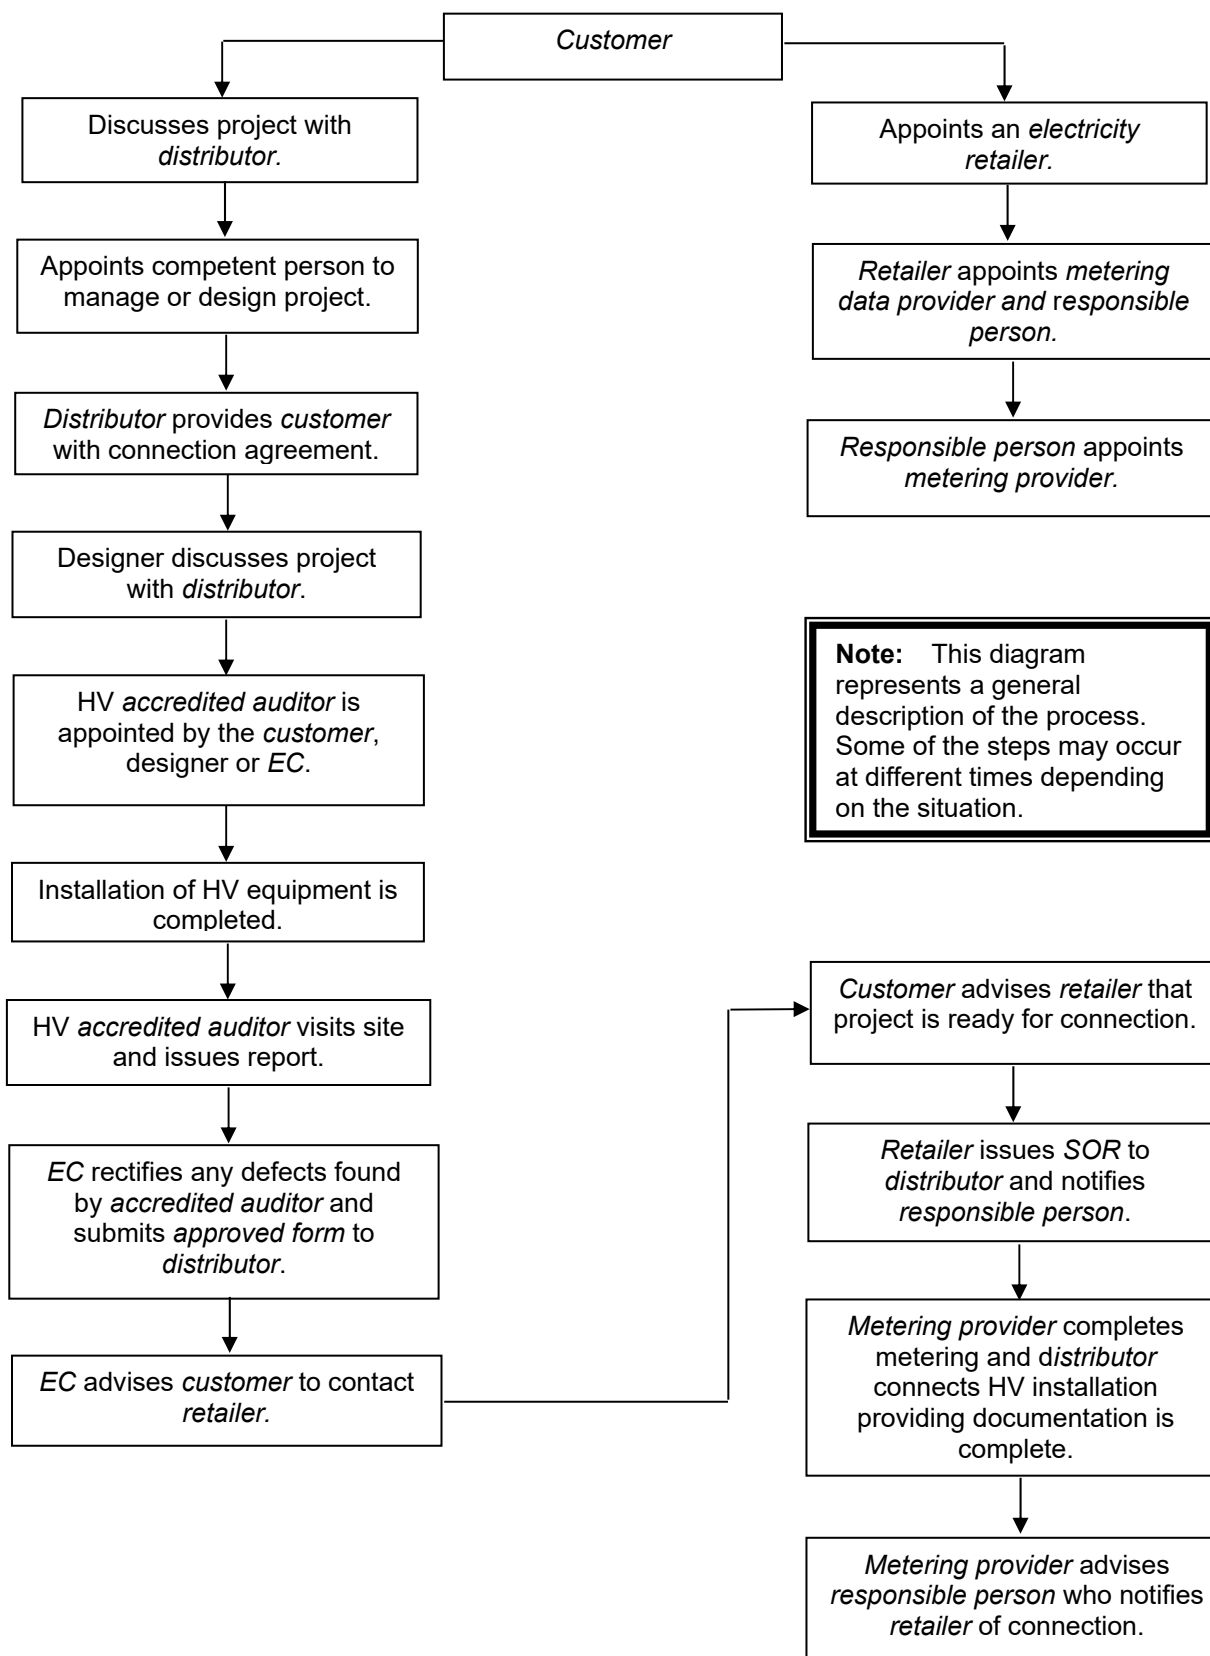 Customer
Discusses project with
distributor.
Appoints competent person to
manage or design project.
Distributor provides customer
with connection agreement.
Designer discusses project
with distributor.
HV accredited auditor is
appointed by the customer,
designer or EC.
Installation of HV equipment is
completed.
HV accredited auditor visits site
and issues report.
EC rectifies any defects found
by accredited auditor and
submits approved form to
distributor.
EC advises customer to contact
retailer.
Appoints an electricity
retailer.
Retailer appoints metering
data provider and responsible
person.
Responsible person appoints
metering provider.
Note: This diagram
represents a general
description of the process.
Some of the steps may occur
at different times depending
on the situation.
Customer advises retailer that
project is ready for connection.
Retailer issues SOR to
distributor and notifies
responsible person.
Metering provider completes
metering and distributor
connects HV installation
providing documentation is
complete.
Metering provider advises
responsible person who notifies
retailer of connection.